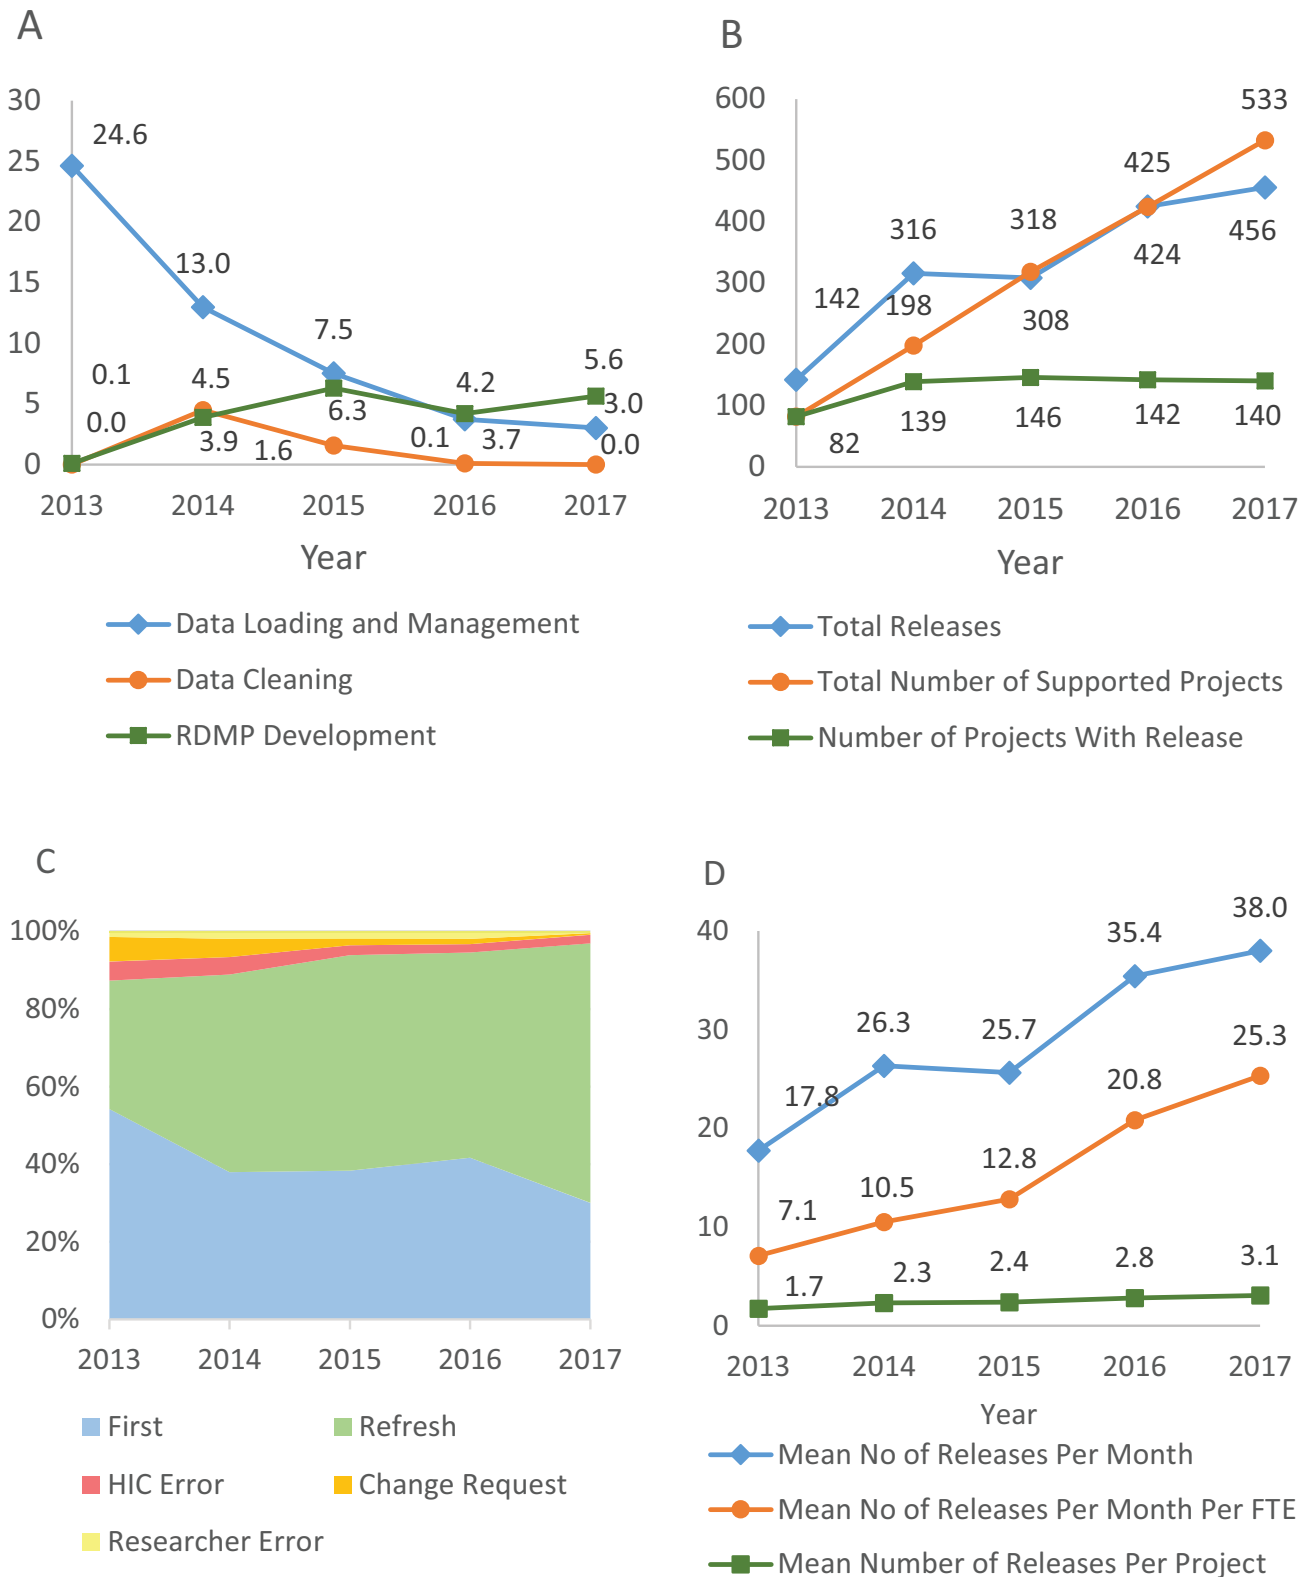 A
30
25
20
15
10
5
0
24.6
13.0
7.5
0.1
0.0
4.5
3.9
1.6
6.3
0.1
4.2
3.7
5.6
3.0
0.0
2013 2014 2015 2016 2017
Year
Data Loading and Management
Data Cleaning
RDMP Development
B
600
500
400
300
200
100
0
533
425
318
316
142
198
308
424
456
82
139
146
142
140
2013 2014 2015 2016 2017
Year
Total Releases
Total Number of Supported Projects
Number of Projects With Release
C
100%
80%
60%
40%
20%
0%
2013 2014 2015 2016 2017
First
Refresh
HIC Error
Change Request
Researcher Error
D
40
30
20
10
0
38.0
35.4
26.3
25.7
17.8
25.3
20.8
12.8
10.5
7.1
1.7
2.3
2.4
2.8
3.1
2013 2014 2015 2016 2017
Year
Mean No of Releases Per Month
Mean No of Releases Per Month Per FTE
Mean Number of Releases Per Project